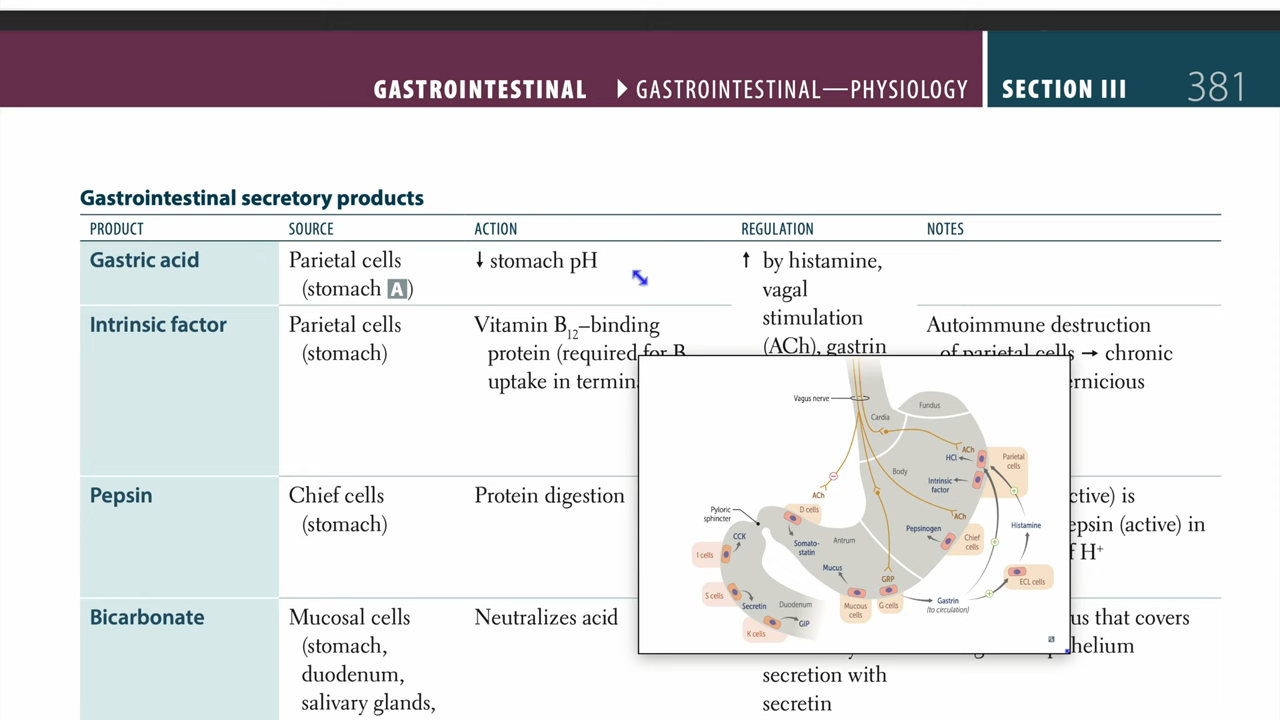 GASTROINTESTINAL ▶ GASTROINTESTINAL—PHYSIOLOGY SECTION III 381
Gastrointestinal secretory products
PRODUCT SOURCE ACTION REGULATION NOTES
Gastric acid
Parietal cells
(stomach A)
↓ stomach pH
↑ by histamine,
vagal
stimulation
(ACh), gastrin
Intrinsic factor
Parietal cells
(stomach)
Vitamin B12–binding
protein (required for B
uptake in termina
Autoimmune destruction
of parietal cells → chronic
ernicious
Pepsin
Chief cells
(stomach)
Protein digestion
ctive) is
epsin (active) in
f H+
Bicarbonate
Mucosal cells
(stomach,
duodenum,
salivary glands,
Neutralizes acid
secretion with
secretin
us that covers
helium
Vagus nerve
Fundus
Cardia
ACh
HCl
Parietal
cells
Body
Intrinsic
factor
ACh
D cells
ACh
Pyloric
sphincter
Pepsinogen
Histamine
CCK
Somato-
statin
Antrum
Chief
cells
I cells
Mucus
GRP
ECL cells
S cells
Secretin
Duodenum
Mucous
cells
G cells
Gastrin
(to circulation)
GIP
K cells